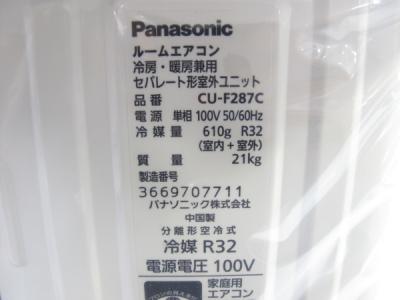 Panasonic
ルームエアコン
冷房・暖房兼用
セパレート形室外ユニット
品番 CU-F287C
電源 単相 100V 50/60Hz
冷媒量 610g R32
（室内＋室外）
質量 21kg
製造番号
3669707711
パナソニック株式会社
中国製
分離形空冷式
冷媒 R32
電源電圧 100V
家庭用
エアコン